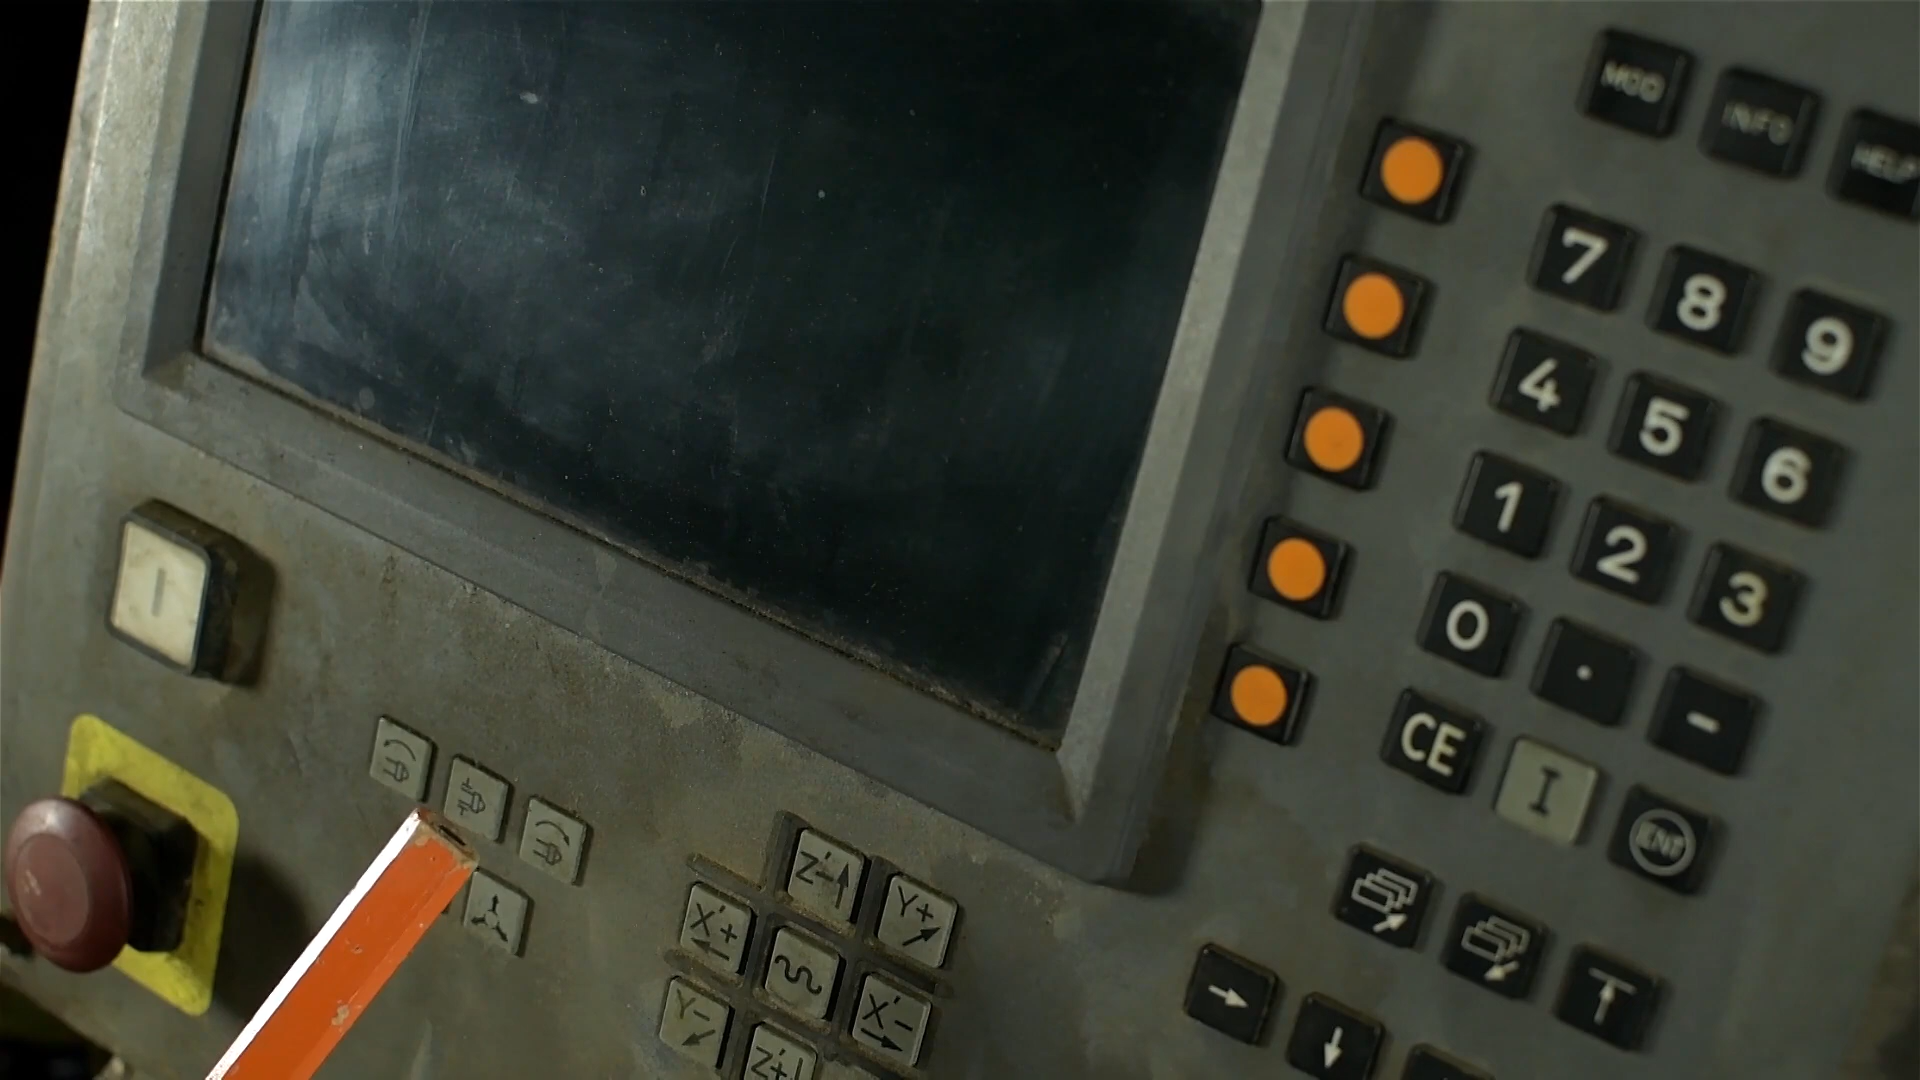 MOD INFO HELP
7 8 9
4 5 6
1 2 3
0 . -
CE I ENT
I
Z'- Y+
X'+
Y- X'-
Z'+